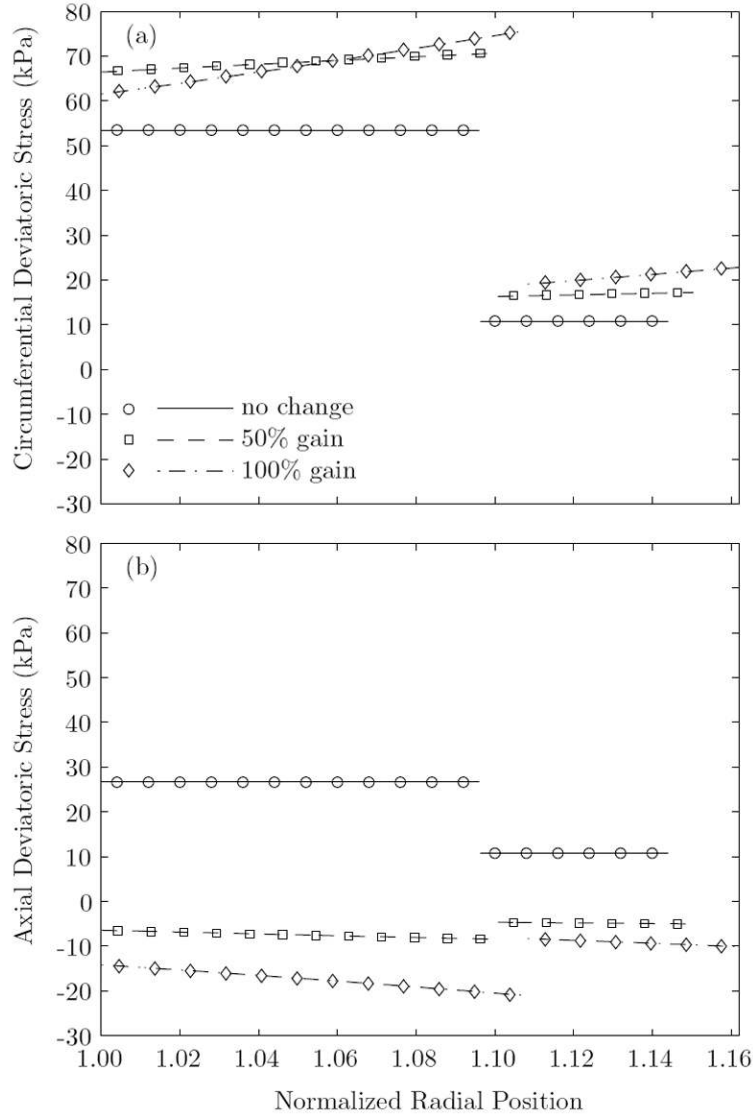 80
(a)
70
60
50
40
30
20
10
0
-10
no change
50% gain
-20
100% gain
-30
Circumferential Deviatoric Stress (kPa)
80
(b)
70
60
50
40
30
20
10
0
-10
-20
-30
Axial Deviatoric Stress (kPa)
1.00 1.02 1.04 1.06 1.08 1.10 1.12 1.14 1.16
Normalized Radial Position